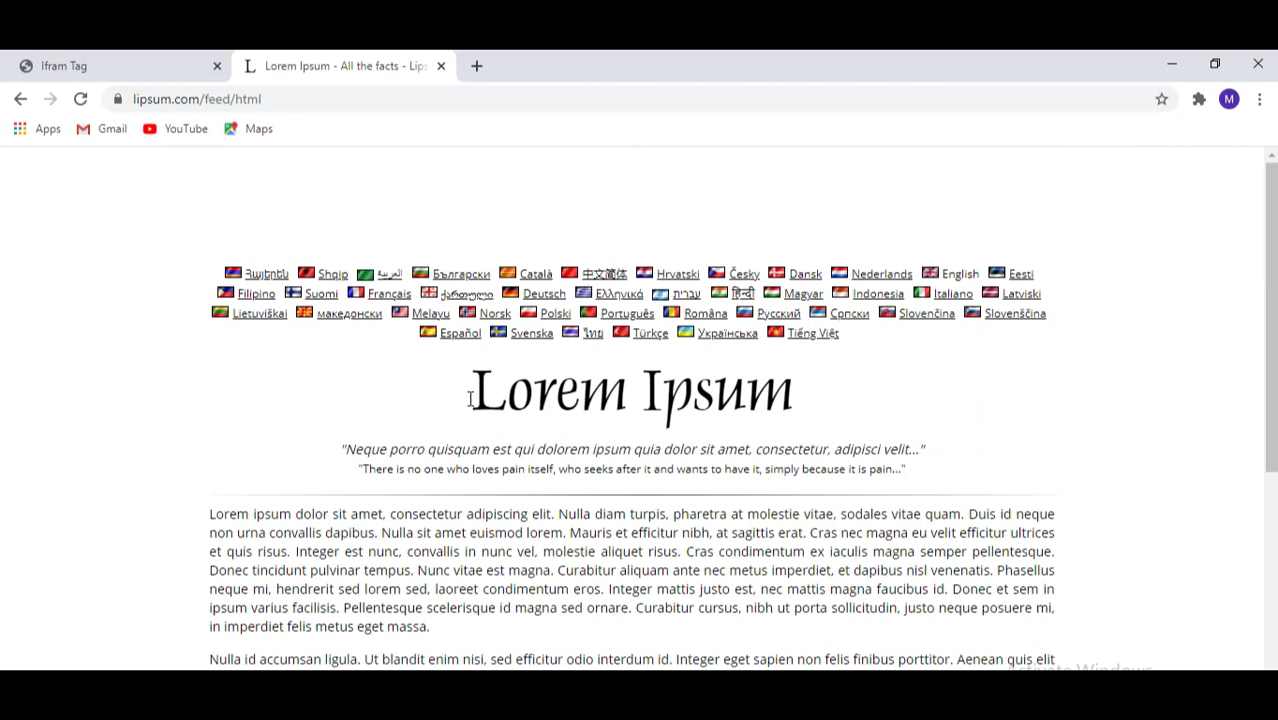 Ifram Tag
Lorem Ipsum - All the facts - Lips
lipsum.com/feed/html
M
Apps Gmail YouTube Maps
Հայերեն Shqip العربية Български Català 中文简体 Hrvatski Česky Dansk Nederlands English Eesti
Filipino Suomi Français ქართული Deutsch Ελληνικά עברית हिन्दी Magyar Indonesia Italiano Latviski
Lietuviškai македонски Melayu Norsk Polski Português Româna Русский Српски Slovenčina Slovenščina
Español Svenska ไทย Türkçe Українська Tiếng Việt
Lorem Ipsum
"Neque porro quisquam est qui dolorem ipsum quia dolor sit amet, consectetur, adipisci velit..."
"There is no one who loves pain itself, who seeks after it and wants to have it, simply because it is pain..."
Lorem ipsum dolor sit amet, consectetur adipiscing elit. Nulla diam turpis, pharetra at molestie vitae, sodales vitae quam. Duis id neque
non urna convallis dapibus. Nulla sit amet euismod lorem. Mauris et efficitur nibh, at sagittis erat. Cras nec magna eu velit efficitur ultrices
et quis risus. Integer est nunc, convallis in nunc vel, molestie aliquet risus. Cras condimentum ex iaculis magna semper pellentesque.
Donec tincidunt pulvinar tempus. Nunc vitae est magna. Curabitur aliquam ante nec metus imperdiet, et dapibus nisl venenatis. Phasellus
neque mi, hendrerit sed lorem sed, laoreet condimentum eros. Integer mattis justo est, nec mattis magna faucibus id. Donec et sem in
ipsum varius facilisis. Pellentesque scelerisque id magna sed ornare. Curabitur cursus, nibh ut porta sollicitudin, justo neque posuere mi,
in imperdiet felis metus eget massa.
Nulla id accumsan ligula. Ut blandit enim nisi, sed efficitur odio interdum id. Integer eget sapien non felis finibus porttitor. Aenean quis elit